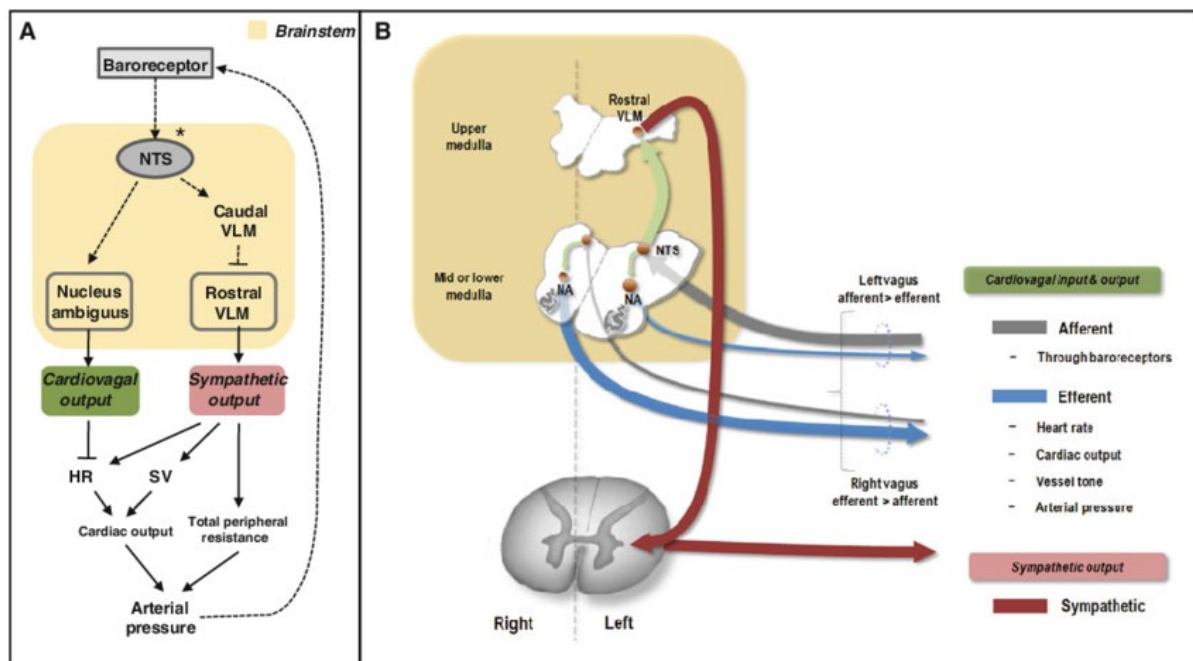 A
Brainstem
Baroreceptor
*
NTS
Caudal
VLM
Nucleus
ambiguus
Rostral
VLM
Cardiovagal
output
Sympathetic
output
HR
SV
Cardiac output
Total peripheral
resistance
Arterial
pressure
B
Rostral
VLM
Upper
medulla
NTS
Mid or lower
medulla
NA
NA
Left vagus
afferent> efferent
Right vagus
efferent > afferent
Right
Left
Cardiovagal input & output
Afferent
- Through baroreceptors
Efferent
- Heart rate
- Cardiac output
- Vessel tone
- Arterial pressure
Sympathetic output
Sympathetic